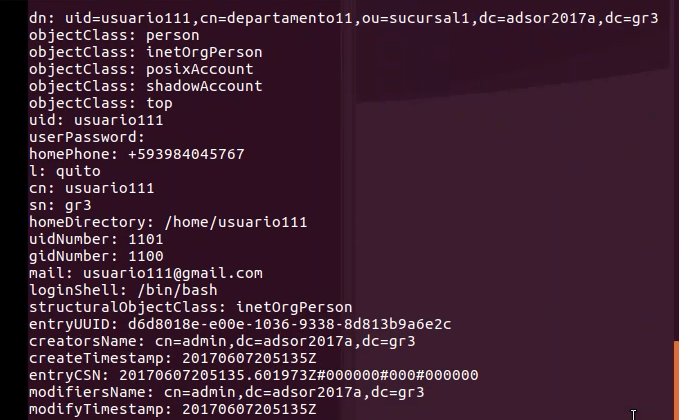 dn: uid=usuario111,cn=departamento11,ou=sucursal1,dc=adsor2017a,dc=gr3
objectClass: person
objectClass: inetOrgPerson
objectClass: posixAccount
objectClass: shadowAccount
objectClass: top
uid: usuario111
userPassword:
homePhone: +593984045767
l: quito
cn: usuario111
sn: gr3
homeDirectory: /home/usuario111
uidNumber: 1101
gidNumber: 1100
mail: usuario111@gmail.com
loginShell: /bin/bash
structuralObjectClass: inetOrgPerson
entryUUID: d6d8018e-e00e-1036-9338-8d813b9a6e2c
creatorsName: cn=admin,dc=adsor2017a,dc=gr3
createTimestamp: 20170607205135Z
entryCSN: 20170607205135.601973Z#000000#000#000000
modifiersName: cn=admin,dc=adsor2017a,dc=gr3
modifyTimestamp: 20170607205135Z